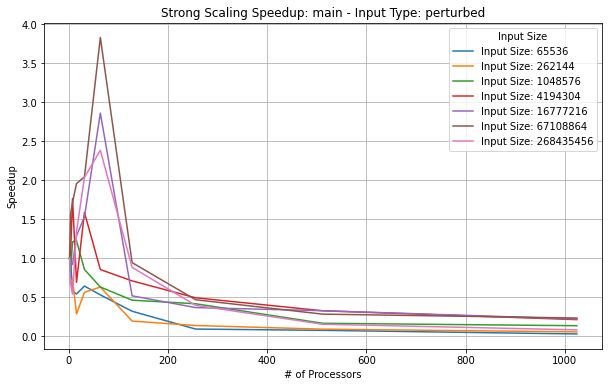 Strong Scaling Speedup: main - Input Type: perturbed
Input Size
Input Size: 65536
Input Size: 262144
Input Size: 1048576
Input Size: 4194304
Input Size: 16777216
Input Size: 67108864
Input Size: 268435456
Speedup
4.0
3.5
3.0
2.5
2.0
1.5
1.0
0.5
0.0
0
200
400
600
800
1000
# of Processors